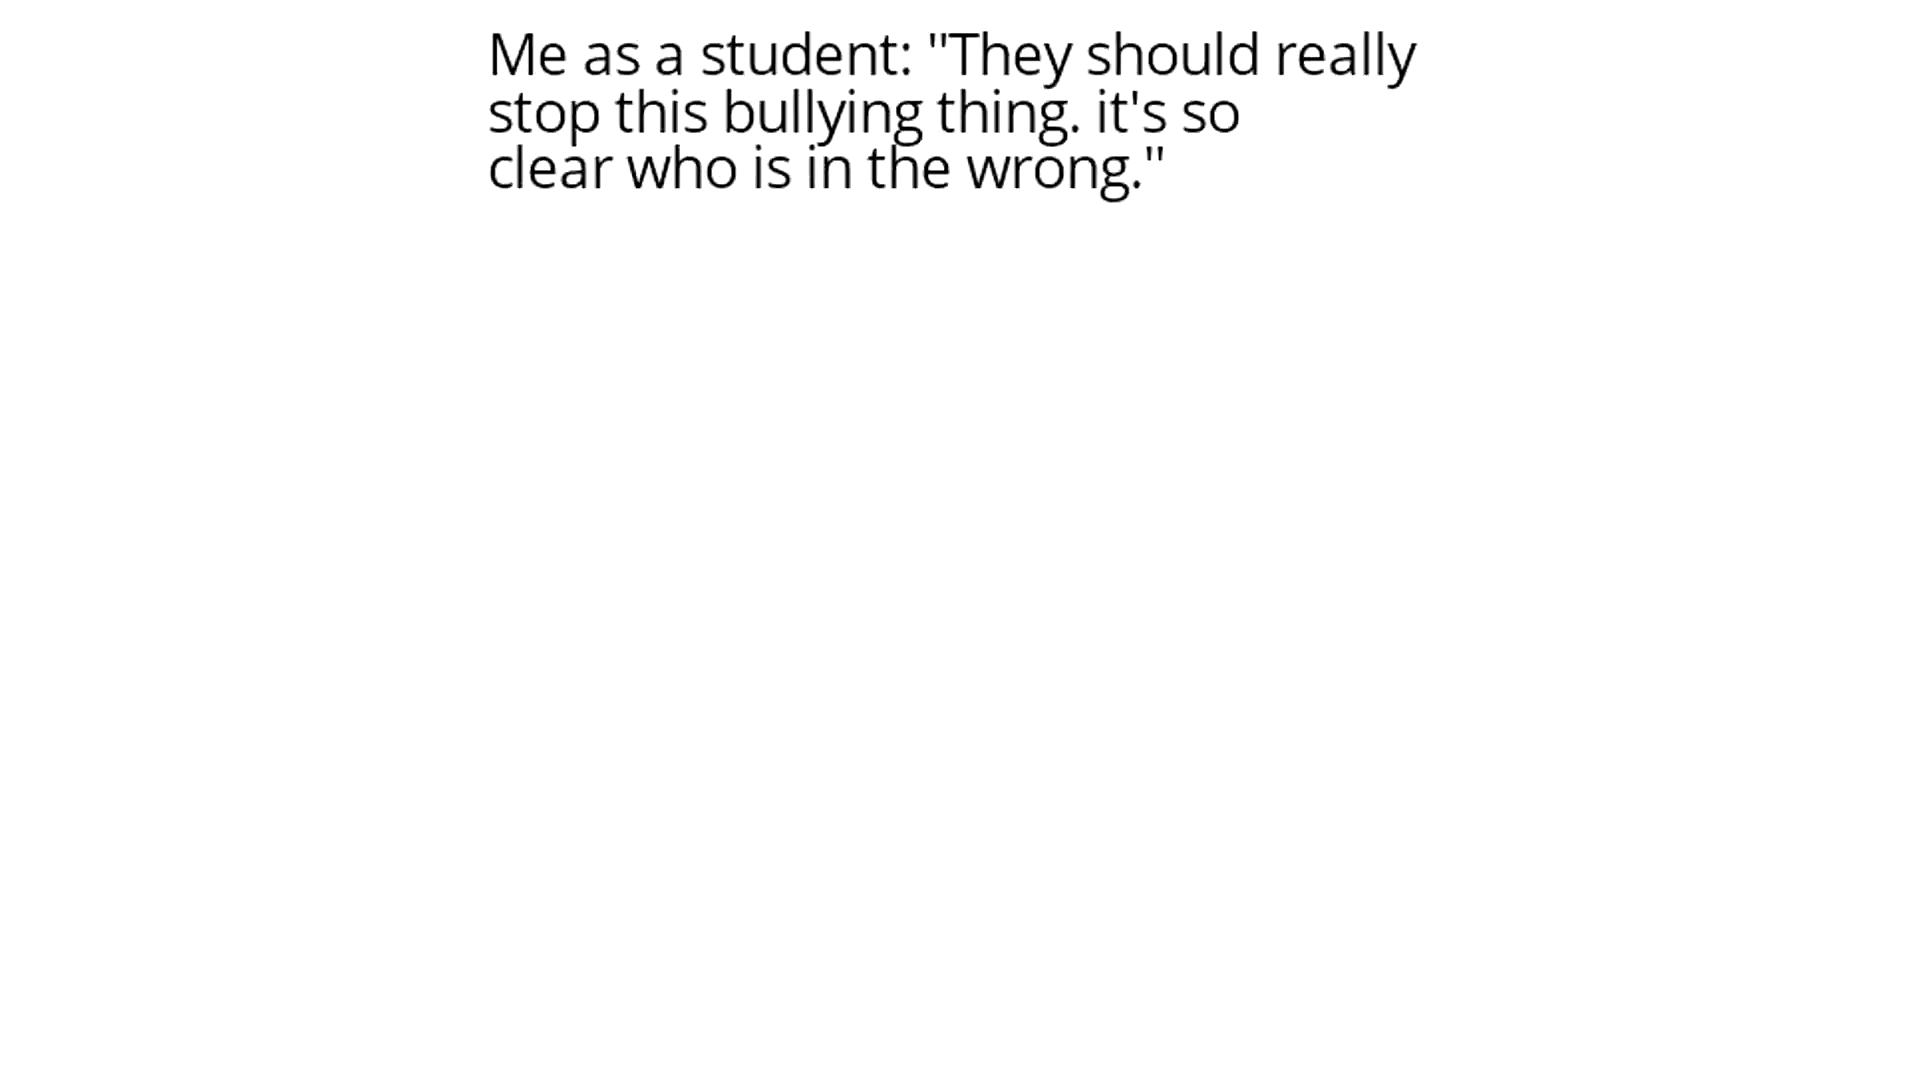 Me as a student: "They should really
stop this bullying thing. it's so
clear who is in the wrong."